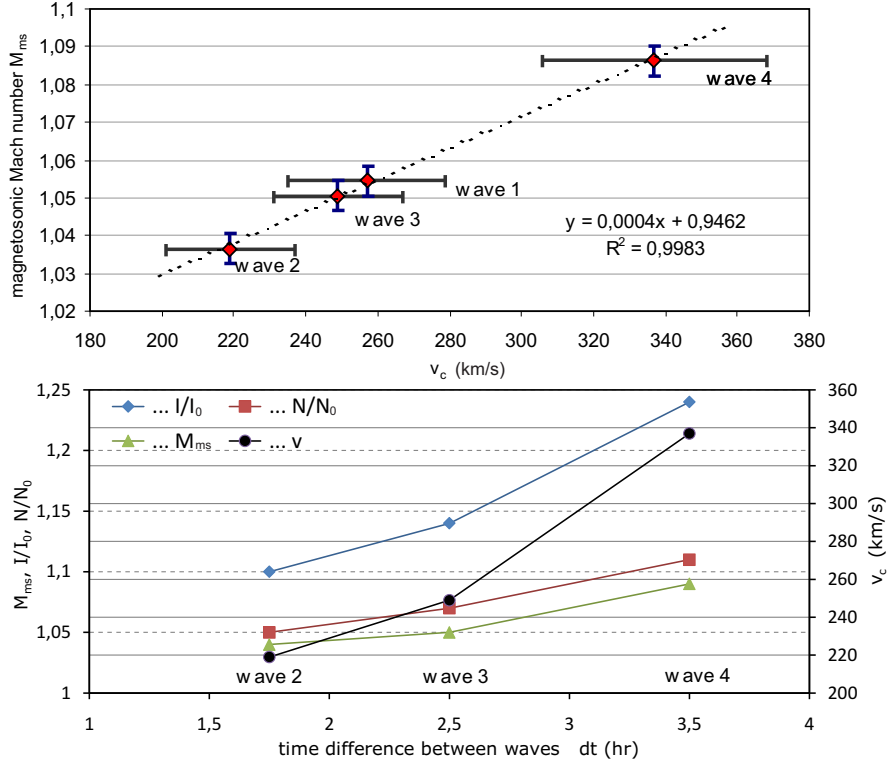 magnetosonic Mach number Mms
1,1
1,09
1,08
1,07
1,06
1,05
1,04
1,03
1,02
wave 4
wave 1
wave 3
wave 2
y = 0,0004x + 0,9462
R² = 0,9983
180 200 220 240 260 280 300 320 340 360 380
vc (km/s)
Mms, I/I0, N/N0
1,25
1,2
1,15
1,1
1,05
1
... I/I0 ... N/N0
... Mms ... v
360
340
320
300
280
260
240
220
200
vc (km/s)
wave 2 wave 3 wave 4
1 1,5 2 2,5 3 3,5 4
time difference between waves dt (hr)